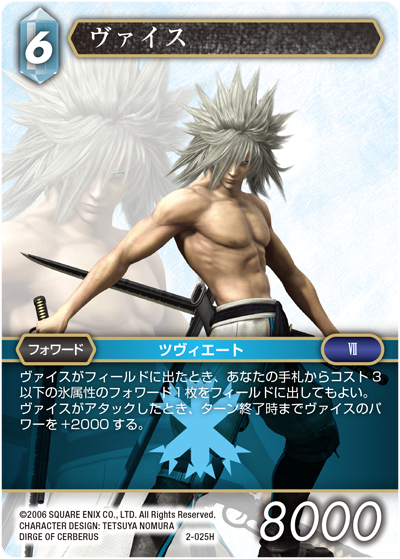 6
ヴァイス
フォワード
ツヴィエート
VII
ヴァイスがフィールドに出たとき、あなたの手札からコスト3
以下の氷属性のフォワード1枚をフィールドに出してもよい。
ヴァイスがアタックしたとき、ターン終了時までヴァイスのパ
ワーを+2000する。
©2006 SQUARE ENIX CO., LTD. All Rights Reserved.
CHARACTER DESIGN: TETSUYA NOMURA
DIRGE OF CERBERUS
2-025H
8000